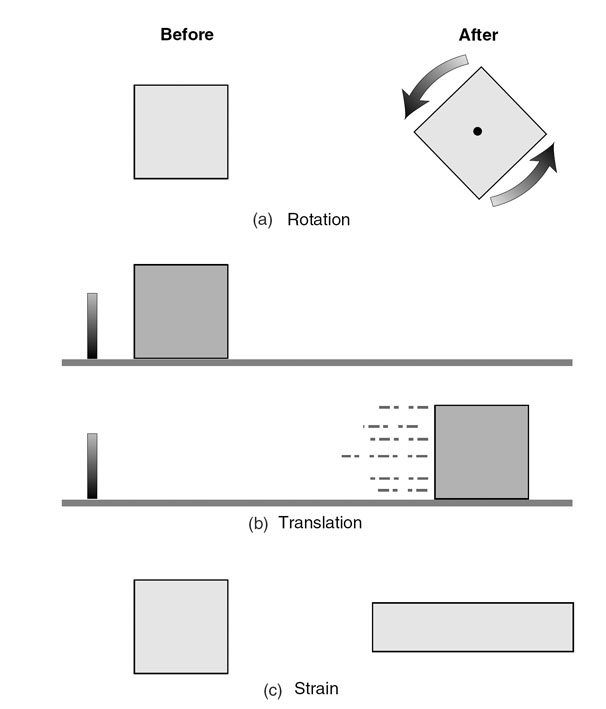 Before
After
(a) Rotation
(b) Translation
(c) Strain